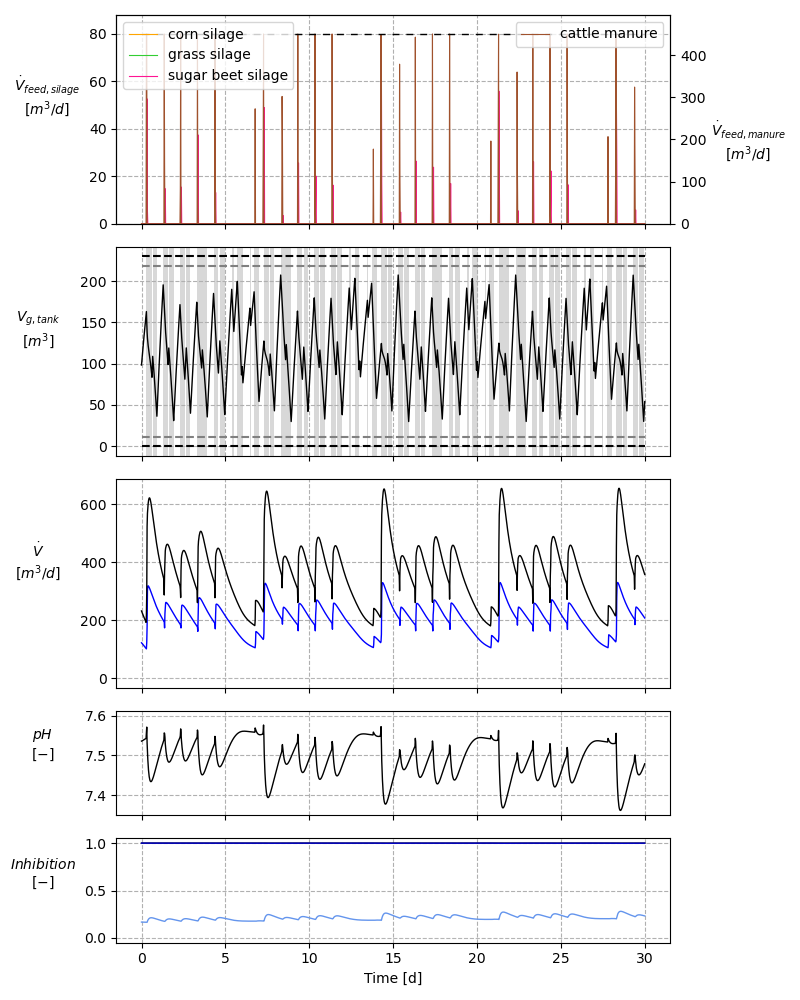 corn silage
grass silage
sugar beet silage
cattle manure
V̇feed, silage
[m³/d]
80
60
40
20
0
400
300
200
100
0
V̇feed, manure
[m³/d]
Vg, tank
[m³]
200
150
100
50
0
V̇
[m³/d]
600
400
200
0
pH
[−]
7.6
7.5
7.4
Inhibition
[−]
1.0
0.5
0.0
0 5 10 15 20 25 30
Time [d]